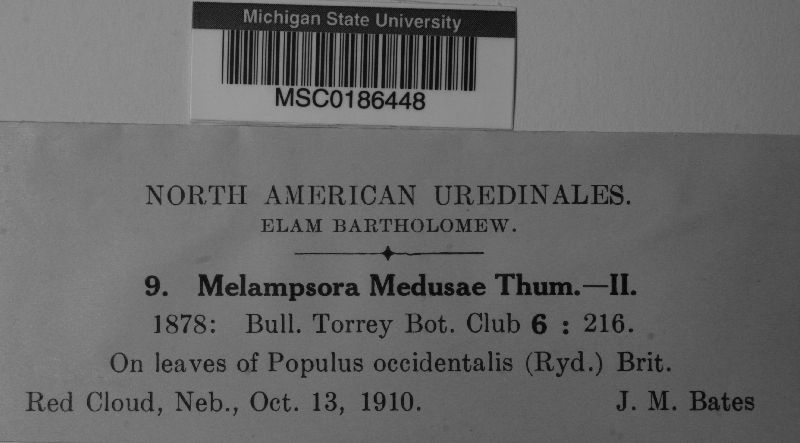 Michigan State University
MSC0186448
NORTH AMERICAN UREDINALES.
ELAM BARTHOLOMEW.
9. Melampsora Medusae Thum.—II.
1878: Bull. Torrey Bot. Club 6 : 216.
On leaves of Populus occidentalis (Ryd.) Brit.
Red Cloud, Neb., Oct. 13, 1910. J. M. Bates